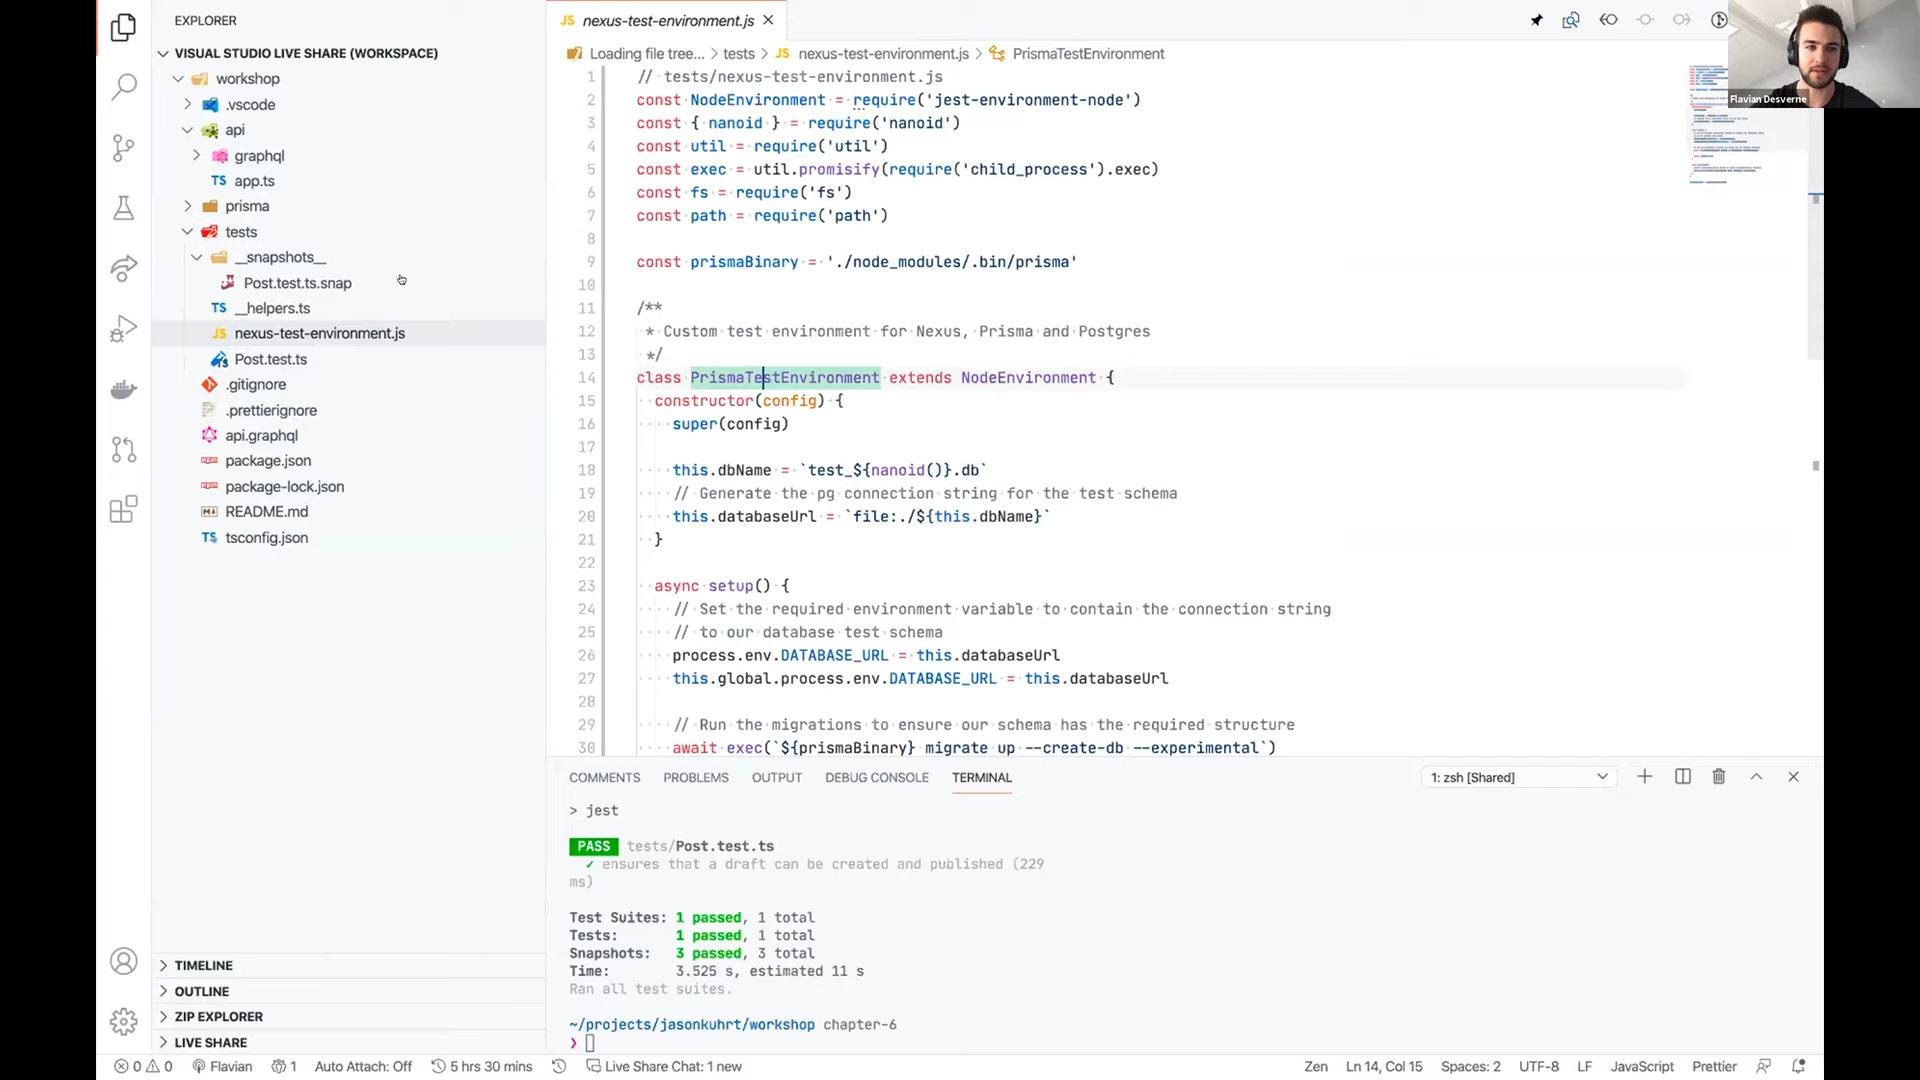 EXPLORER
VISUAL STUDIO LIVE SHARE (WORKSPACE)
workshop
.vscode
api
graphql
TS app.ts
prisma
tests
__snapshots__
Post.test.ts.snap
TS __helpers.ts
JS nexus-test-environment.js
Post.test.ts
.gitignore
.prettierignore
api.graphql
package.json
package-lock.json
README.md
TS tsconfig.json
TIMELINE
OUTLINE
ZIP EXPLORER
LIVE SHARE
JS nexus-test-environment.js
Loading file tree... > tests > JS nexus-test-environment.js > PrismaTestEnvironment
Flavian Desverne
1 // tests/nexus-test-environment.js
2 const NodeEnvironment = require('jest-environment-node')
3 const { nanoid } = require('nanoid')
4 const util = require('util')
5 const exec = util.promisify(require('child_process').exec)
6 const fs = require('fs')
7 const path = require('path')
8
9 const prismaBinary = './node_modules/.bin/prisma'
10
11 /**
12 * Custom test environment for Nexus, Prisma and Postgres
13 */
14 class PrismaTestEnvironment extends NodeEnvironment {
15 constructor(config) {
16 super(config)
17
18 this.dbName = `test_${nanoid()}.db`
19 // Generate the pg connection string for the test schema
20 this.databaseUrl = `file:./${this.dbName}`
21 }
22
23 async setup() {
24 // Set the required environment variable to contain the connection string
25 // to our database test schema
26 process.env.DATABASE_URL = this.databaseUrl
27 this.global.process.env.DATABASE_URL = this.databaseUrl
28
29 // Run the migrations to ensure our schema has the required structure
30 await exec(`${prismaBinary} migrate up --create-db --experimental`)
COMMENTS PROBLEMS OUTPUT DEBUG CONSOLE TERMINAL 1: zsh [Shared]
> jest
PASS tests/Post.test.ts
✓ ensures that a draft can be created and published (229
ms)
Test Suites: 1 passed, 1 total
Tests: 1 passed, 1 total
Snapshots: 3 passed, 3 total
Time: 3.525 s, estimated 11 s
Ran all test suites.
~/projects/jasonkuhrt/workshop chapter-6
❯
0 0 Flavian 1 Auto Attach: Off 5 hrs 30 mins Live Share Chat: 1 new Zen Ln 14, Col 15 Spaces: 2 UTF-8 LF JavaScript Prettier